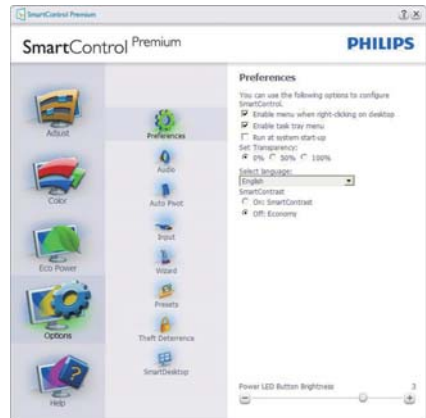 SmartControl Premium
SmartControl Premium
PHILIPS
Adjust
Color
Eco Power
Options
Help
Preferences
Audio
Auto Pivot
Input
Wizard
Presets
Theft Deterrence
SmartDesktop
Preferences
You can use the following options to configure
SmartControl.
Enable menu when right-clicking on desktop
Enable task tray menu
Run at system start-up
Set Transparency:
0% 50% 100%
Select language:
English
SmartContrast
On: SmartContrast
Off: Economy
Power LED Button Brightness 3